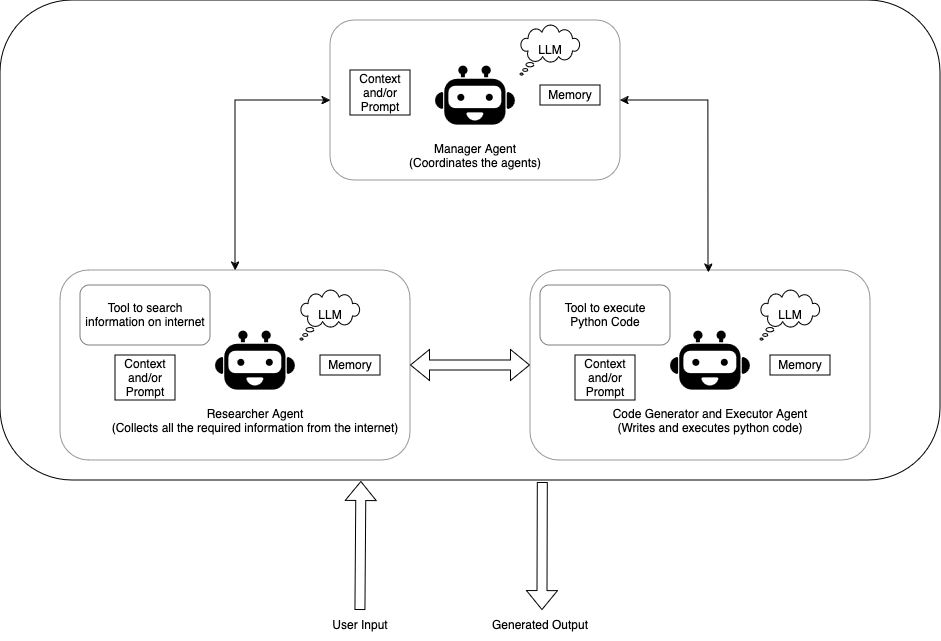 LLM
Context
and/or
Prompt
Memory
Manager Agent
(Coordinates the agents)
Tool to search
information on internet
LLM
Context
and/or
Prompt
Memory
Researcher Agent
(Collects all the required information from the internet)
Tool to execute
Python Code
LLM
Context
and/or
Prompt
Memory
Code Generator and Executor Agent
(Writes and executes python code)
User Input
Generated Output